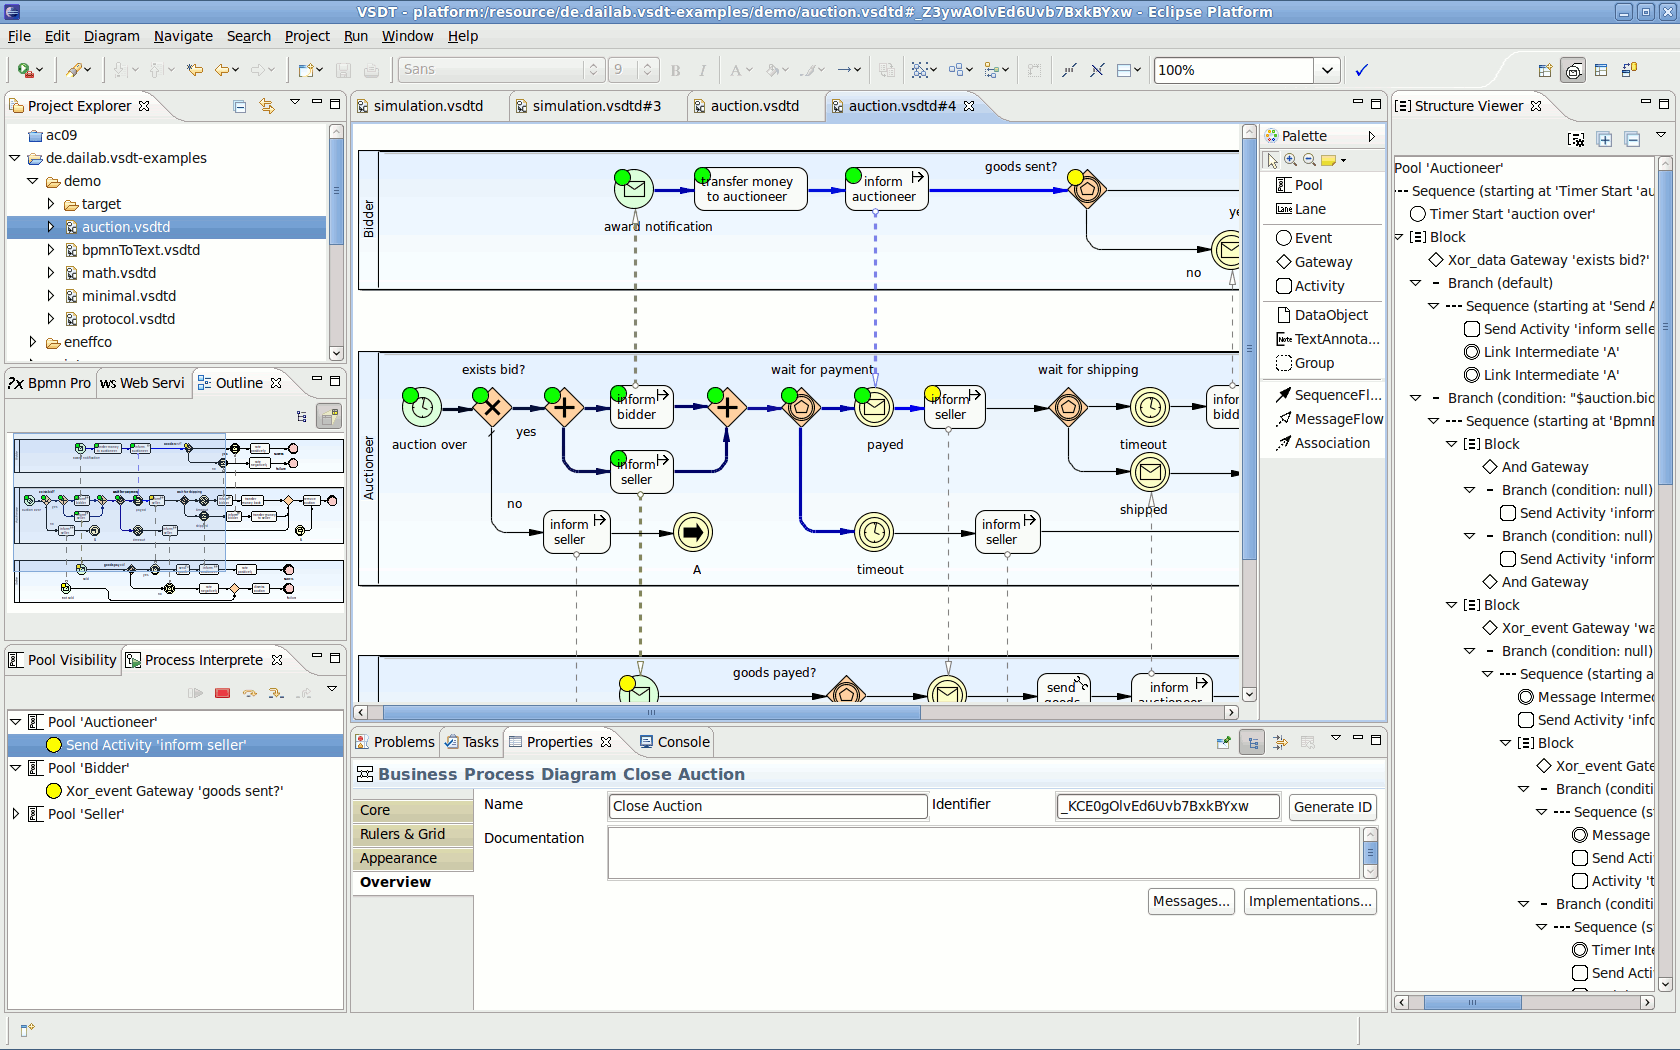 VSDT - platform:/resource/de.dailab.vsdt-examples/demo/auction.vsdtd#_Z3ywAOlvEd6Uvb7BxkBYxw - Eclipse Platform
File Edit Diagram Navigate Search Project Run Window Help
Sans 9 100%
Project Explorer
ac09
de.dailab.vsdt-examples
demo
target
auction.vsdtd
bpmnToText.vsdtd
math.vsdtd
minimal.vsdtd
protocol.vsdtd
eneffco
Bpmn Pro Web Servi Outline
Pool Visibility Process Interprete
Pool 'Auctioneer'
Send Activity 'inform seller'
Pool 'Bidder'
Xor_event Gateway 'goods sent?'
Pool 'Seller'
simulation.vsdtd simulation.vsdtd#3 auction.vsdtd auction.vsdtd#4
Bidder
award notification
transfer money
to auctioneer
inform
auctioneer
goods sent?
ye
no
Auctioneer
auction over
exists bid?
yes
no
inform
bidder
inform
seller
inform
seller
A
wait for payment
payed
timeout
inform
seller
inform
seller
wait for shipping
timeout
shipped
infor
bidd
goods payed?
send
goods
inform
auctioneer
Palette
Pool
Lane
Event
Gateway
Activity
DataObject
TextAnnota...
Group
SequenceFl...
MessageFlow
Association
Problems Tasks Properties Console
Business Process Diagram Close Auction
Core
Rulers & Grid
Appearance
Overview
Name Close Auction Identifier _KCE0gOlvEd6Uvb7BxkBYxw Generate ID
Documentation
Messages... Implementations...
Structure Viewer
Pool 'Auctioneer'
Sequence (starting at 'Timer Start 'au
Timer Start 'auction over'
Block
Xor_data Gateway 'exists bid?'
Branch (default)
Sequence (starting at 'Send A
Send Activity 'inform selle
Link Intermediate 'A'
Link Intermediate 'A'
Branch (condition: "$auction.bid
Sequence (starting at 'BpmnE
Block
And Gateway
Branch (condition: null)
Send Activity 'inform
Branch (condition: null)
Send Activity 'inform
And Gateway
Block
Xor_event Gateway 'wa
Branch (condition: null)
Sequence (starting a
Message Intermed
Send Activity 'info
Block
Xor_event Gate
Branch (conditi
Sequence (st
Message
Send Acti
Activity 't
Branch (conditi
Sequence (st
Timer Inte
Send Acti